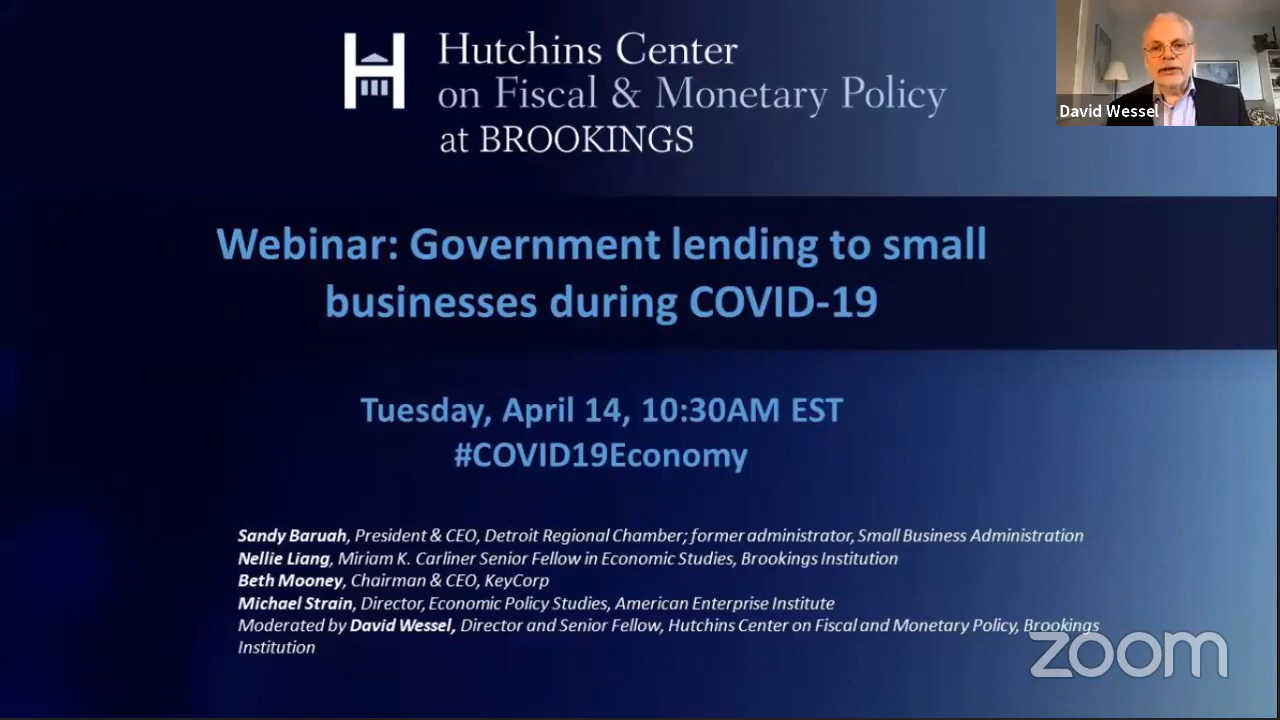 Hutchins Center
on Fiscal & Monetary Policy
at BROOKINGS
David Wessel
Webinar: Government lending to small
businesses during COVID-19
Tuesday, April 14, 10:30AM EST
#COVID19Economy
Sandy Baruah, President & CEO, Detroit Regional Chamber; former administrator, Small Business Administration
Nellie Liang, Miriam K. Carliner Senior Fellow in Economic Studies, Brookings Institution
Beth Mooney, Chairman & CEO, KeyCorp
Michael Strain, Director, Economic Policy Studies, American Enterprise Institute
Moderated by David Wessel, Director and Senior Fellow, Hutchins Center on Fiscal and Monetary Policy, Brookings
Institution
zoom